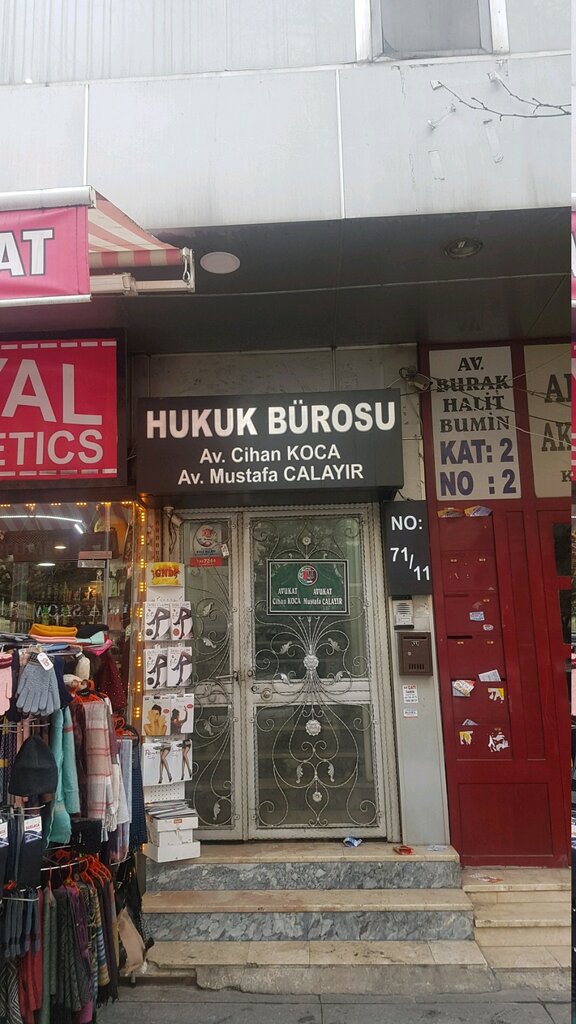 AT
YAL
ETICS
HUKUK BÜROSU
Av. Cihan KOCA
Av. Mustafa CALAYIR
AVUKAT AVUKAT
Cihan KOCA Mustafa CALAYIR
NO:
71/11
AV.
BURAK
HALİT
BUMİN
KAT: 2
NO : 2
AK